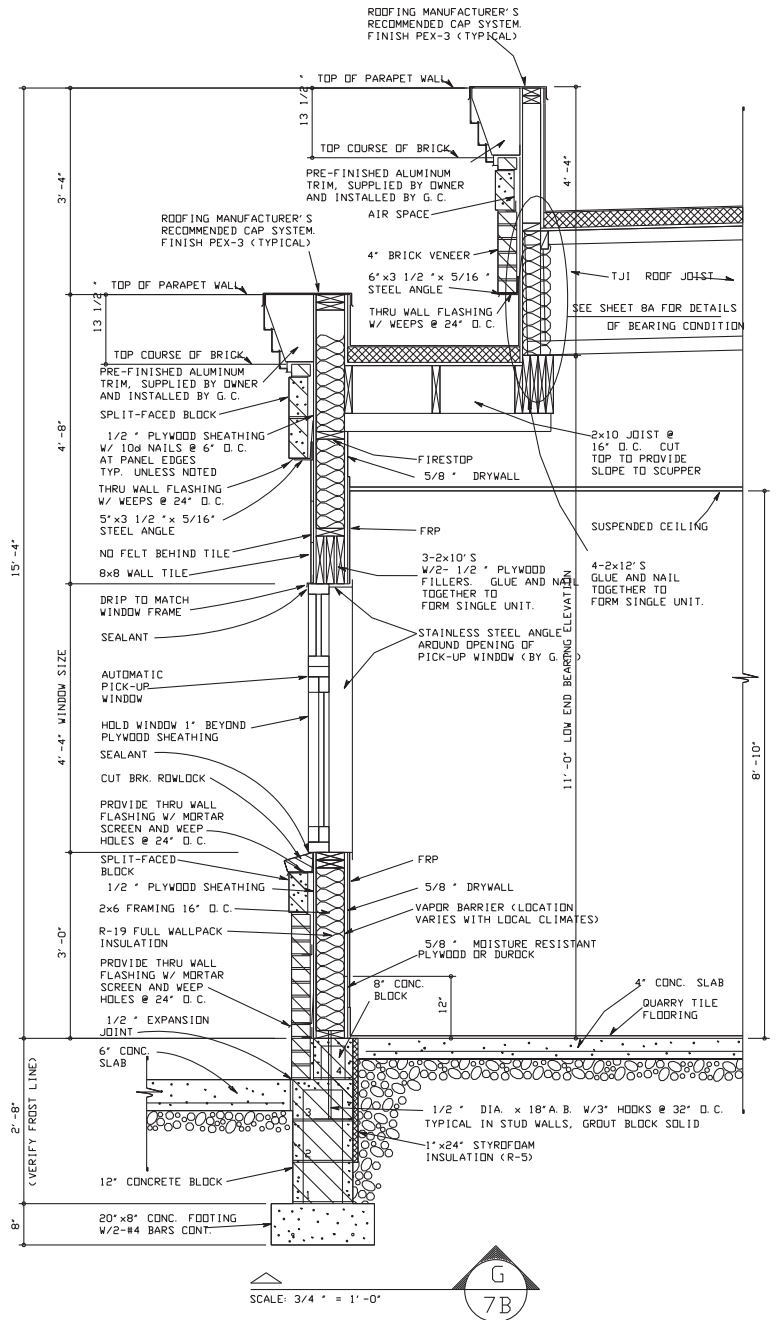 ROOFING MANUFACTURER'S
RECOMMENDED CAP SYSTEM.
FINISH PEX-3 (TYPICAL)
TOP OF PARAPET WALL
13 1/2 "
TOP COURSE OF BRICK
3'-4"
4'-4"
PRE-FINISHED ALUMINUM
TRIM, SUPPLIED BY OWNER
AND INSTALLED BY G.C.
AIR SPACE
ROOFING MANUFACTURER'S
RECOMMENDED CAP SYSTEM.
FINISH PEX-3 (TYPICAL)
4" BRICK VENEER
6"x3 1/2 "x 5/16 "
STEEL ANGLE
TJI ROOF JOIST
TOP OF PARAPET WALL
13 1/2 "
THRU WALL FLASHING
W/ WEEPS @ 24" O.C.
SEE SHEET 8A FOR DETAILS
OF BEARING CONDITION
TOP COURSE OF BRICK
PRE-FINISHED ALUMINUM
TRIM, SUPPLIED BY OWNER
AND INSTALLED BY G.C.
SPLIT-FACED BLOCK
4'-8"
1/2 " PLYWOOD SHEATHING
W/ 10d NAILS @ 6" O.C.
AT PANEL EDGES
TYP. UNLESS NOTED
2x10 JOIST @
16" O.C. CUT
TOP TO PROVIDE
SLOPE TO SCUPPER
FIRESTOP
5/8 " DRYWALL
THRU WALL FLASHING
W/ WEEPS @ 24" O.C.
5"x3 1/2 "x 5/16"
STEEL ANGLE
FRP
SUSPENDED CEILING
15'-4"
NO FELT BEHIND TILE
8x8 WALL TILE
3-2x10'S
W/2- 1/2 " PLYWOOD
FILLERS. GLUE AND NAIL
TOGETHER TO
FORM SINGLE UNIT.
4-2x12'S
GLUE AND NAIL
TOGETHER TO
FORM SINGLE UNIT.
DRIP TO MATCH
WINDOW FRAME
SEALANT
STAINLESS STEEL ANGLE
AROUND OPENING OF
PICK-UP WINDOW (BY G. )
11'-0" LOW END BEARING ELEVATION
4'-4" WINDOW SIZE
AUTOMATIC
PICK-UP
WINDOW
HOLD WINDOW 1" BEYOND
PLYWOOD SHEATHING
8'-10"
SEALANT
CUT BRK. ROWLOCK
PROVIDE THRU WALL
FLASHING W/ MORTAR
SCREEN AND WEEP
HOLES @ 24" O.C.
SPLIT-FACED
BLOCK
FRP
1/2 " PLYWOOD SHEATHING
5/8 " DRYWALL
2x6 FRAMING 16" O.C.
VAPOR BARRIER (LOCATION
VARIES WITH LOCAL CLIMATES)
R-19 FULL WALLPACK
INSULATION
3'-0"
5/8 " MOISTURE RESISTANT
PLYWOOD OR DUROCK
PROVIDE THRU WALL
FLASHING W/ MORTAR
SCREEN AND WEEP
HOLES @ 24" O.C.
8" CONC.
BLOCK
12"
4" CONC. SLAB
QUARRY TILE
FLOORING
1/2 " EXPANSION
JOINT
6" CONC.
SLAB
4
3
2
1
2'-8"
(VERIFY FROST LINE)
1/2 " DIA. x 18"A.B. W/3" HOOKS @ 32" O.C.
TYPICAL IN STUD WALLS, GROUT BLOCK SOLID
1"x24" STYROFOAM
INSULATION (R-5)
12" CONCRETE BLOCK
8"
20"x8" CONC. FOOTING
W/2-#4 BARS CONT.
SCALE: 3/4 " = 1'-0"
G
7B